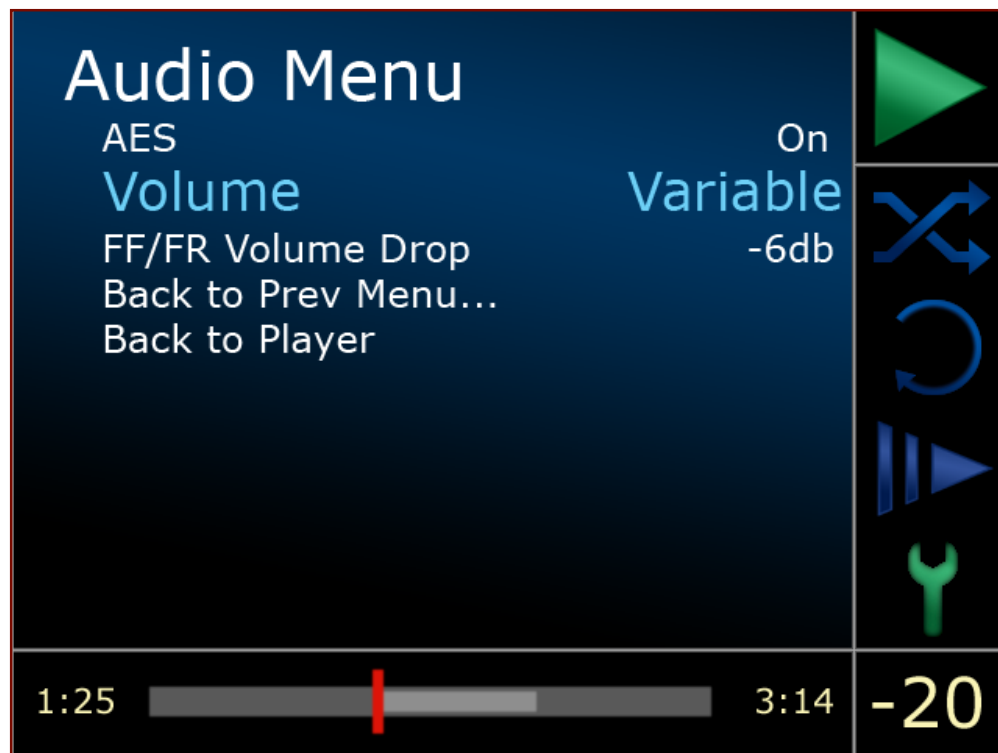 Audio Menu
AES On
Volume Variable
FF/FR Volume Drop -6db
Back to Prev Menu...
Back to Player
1:25 3:14 -20